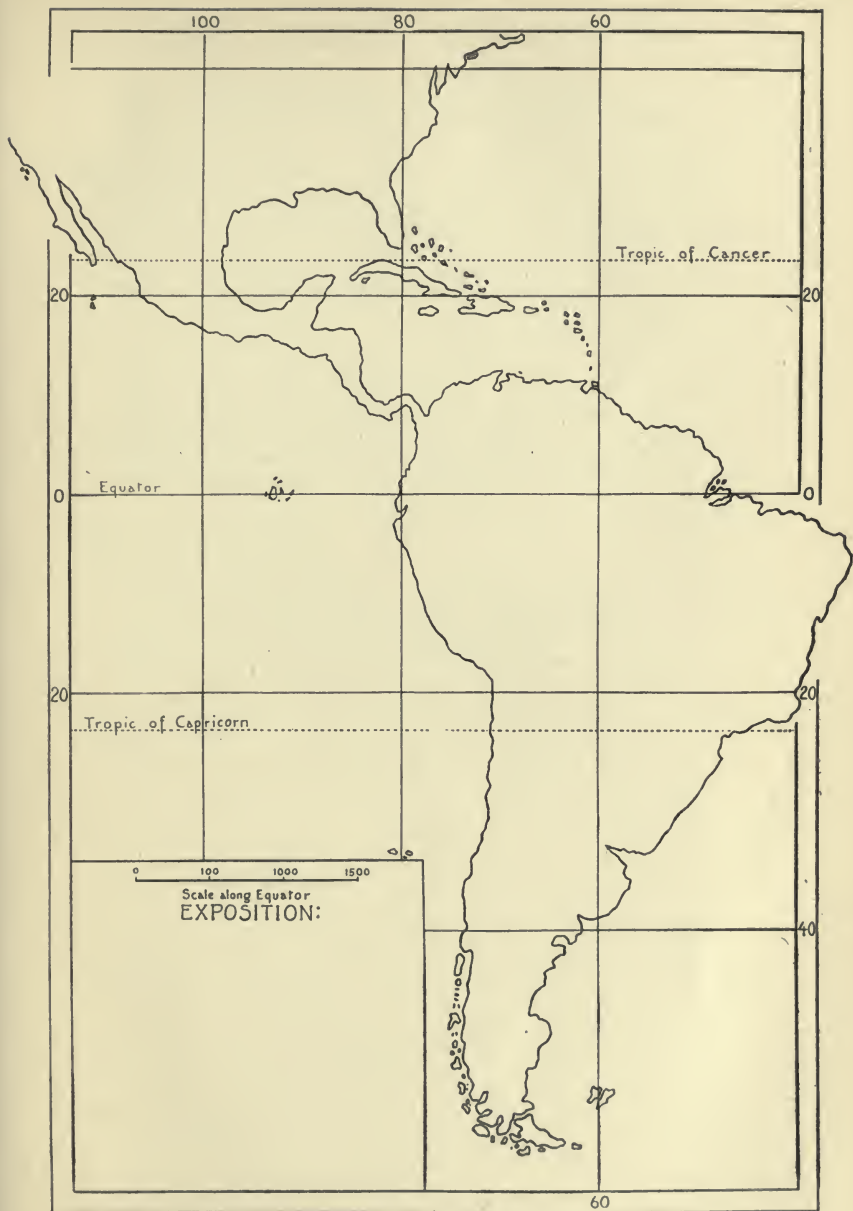 100 80 60
Tropic of Cancer
20 20
Equator
0 0
20 20
Tropic of Capricorn
0 100 1000 1500
Scale along Equator
EXPOSITION:
40
60